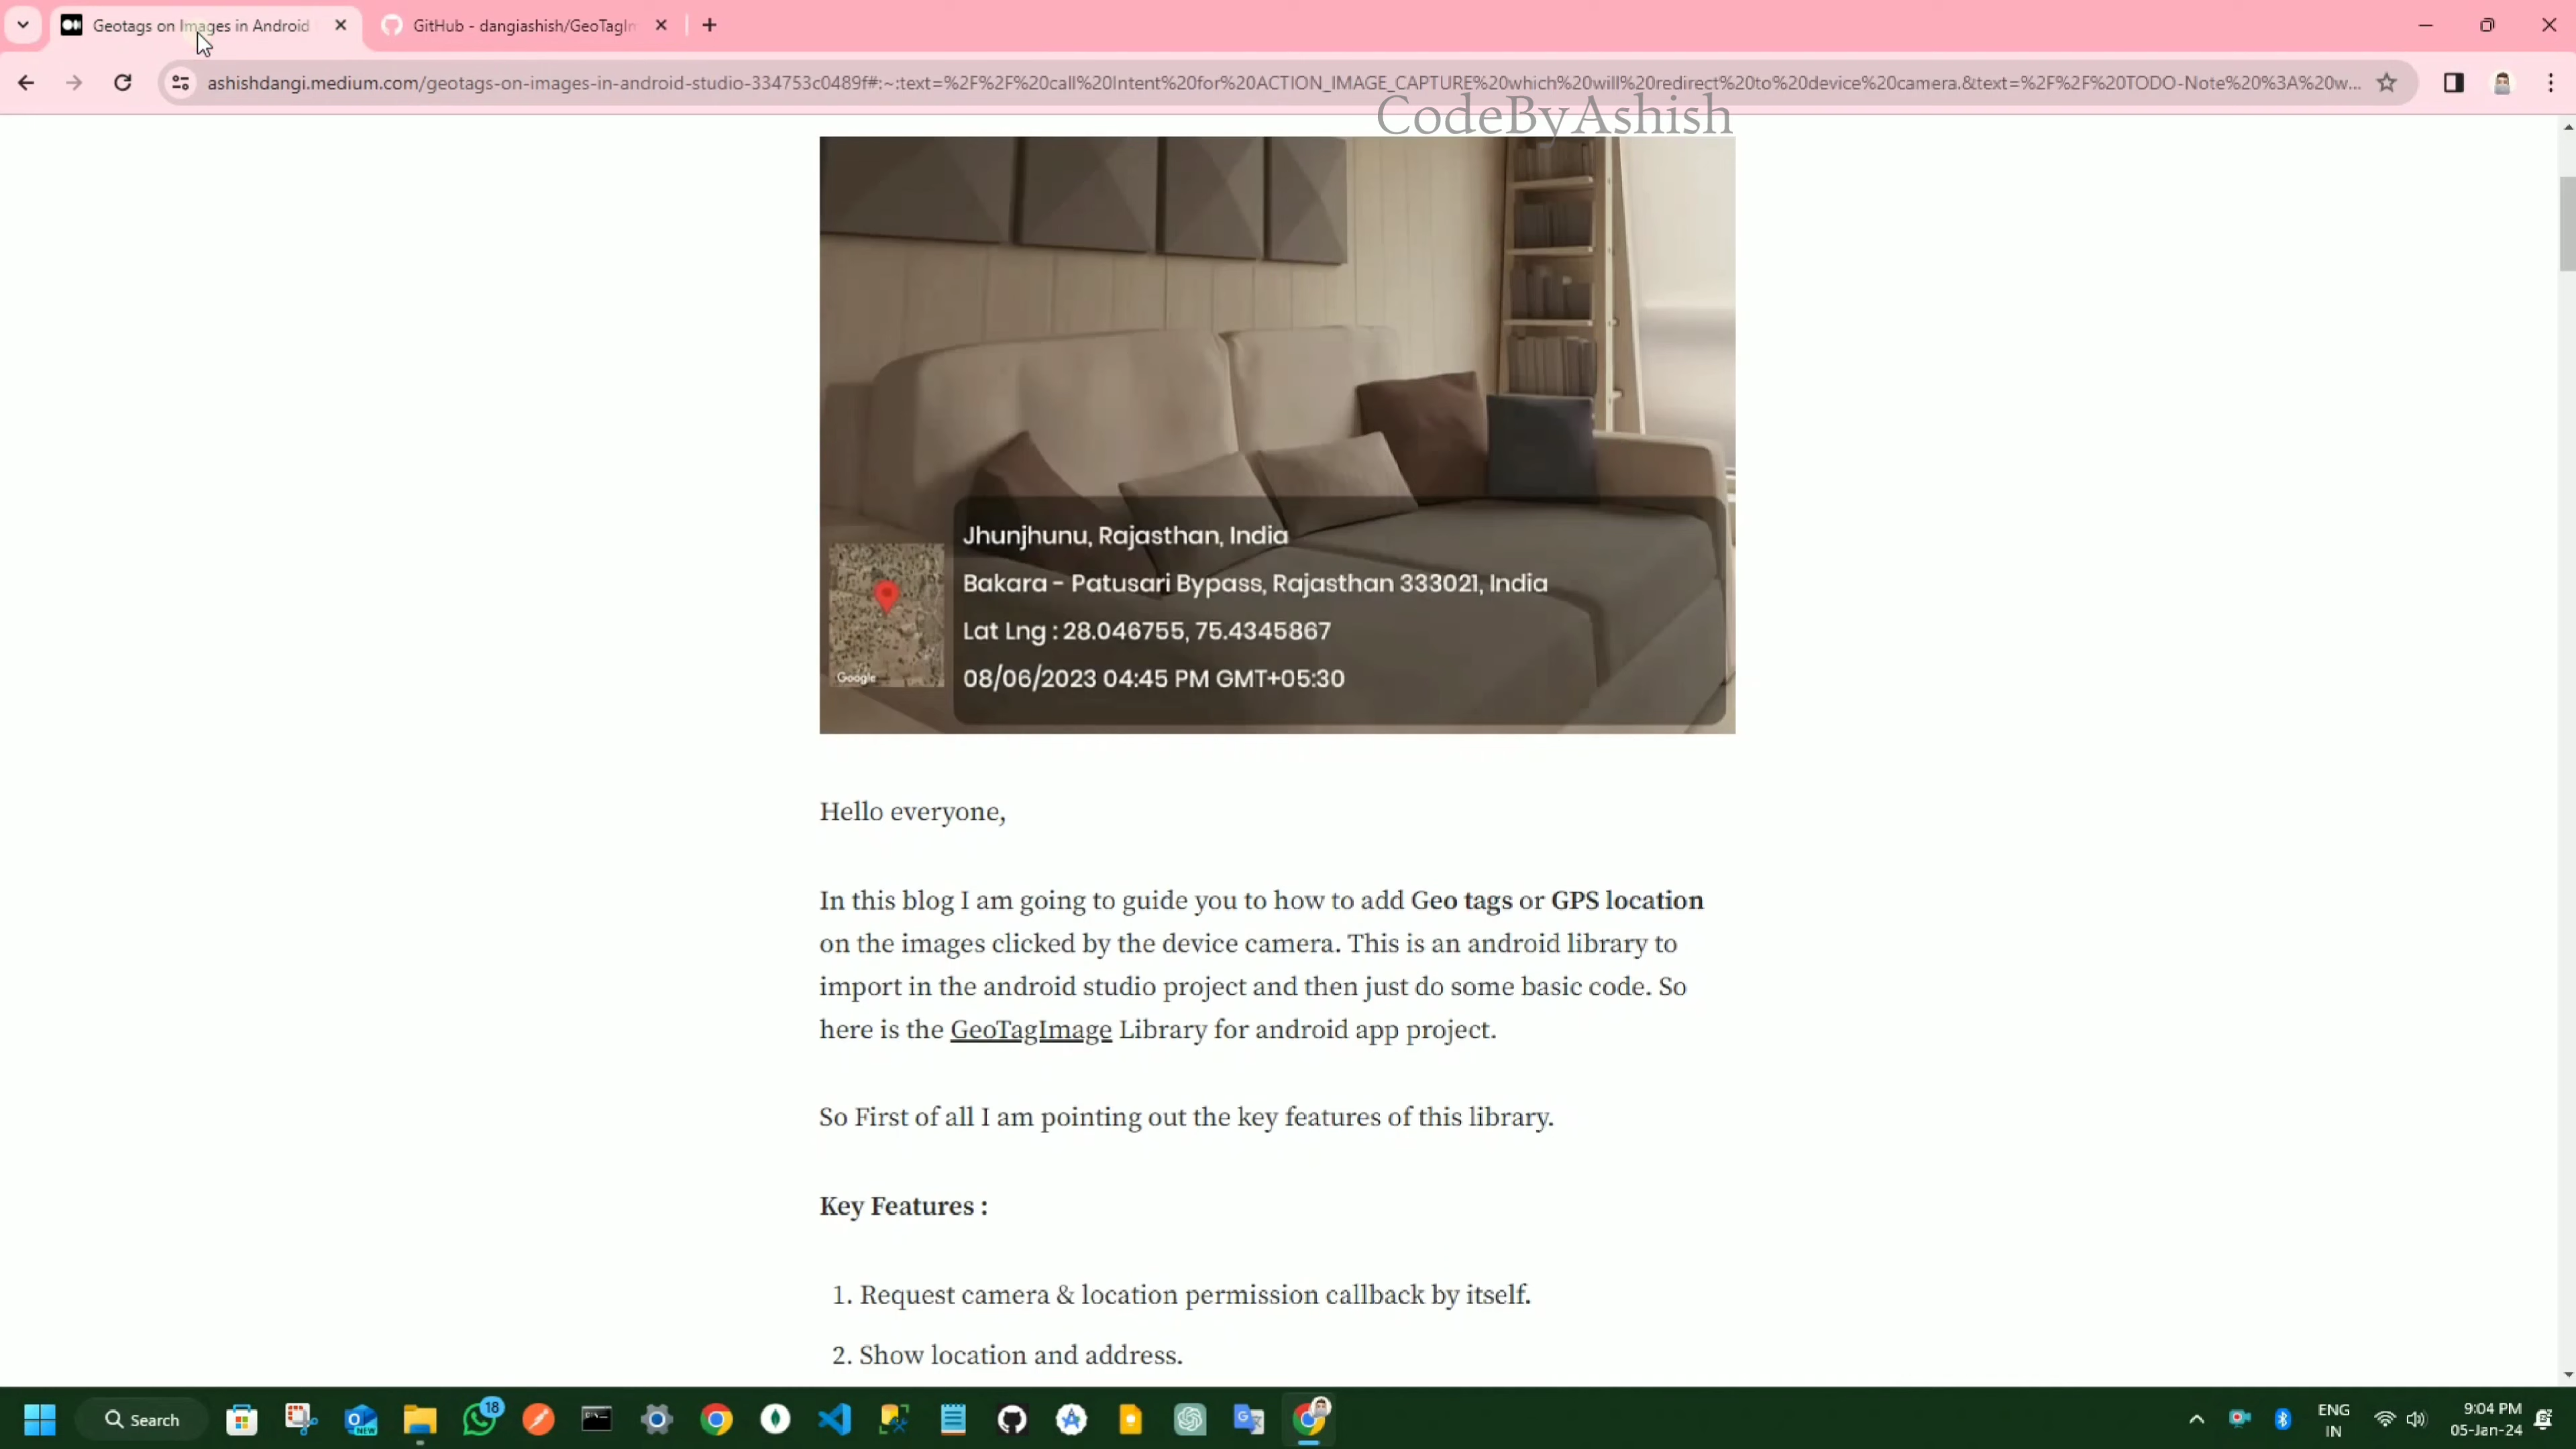 Geotags on Images in Android
GitHub - dangiashish/GeoTagIm
ashishdangi.medium.com/geotags-on-images-in-android-studio-334753c0489f#:~:text=%2F%2F%20call%20Intent%20for%20ACTION_IMAGE_CAPTURE%20which%20will%20redirect%20to%20device%20camera.&text=%2F%2F%20TODO-Note%20%3A%20w...
CodeByAshish
Jhunjhunu, Rajasthan, India
Bakara - Patusari Bypass, Rajasthan 333021, India
Lat Lng : 28.046755, 75.4345867
08/06/2023 04:45 PM GMT+05:30
Google
Hello everyone,
In this blog I am going to guide you to how to add Geo tags or GPS location
on the images clicked by the device camera. This is an android library to
import in the android studio project and then just do some basic code. So
here is the GeoTagImage Library for android app project.
So First of all I am pointing out the key features of this library.
Key Features :
1. Request camera & location permission callback by itself.
2. Show location and address.
Search
NEW
18
ENG
IN
9:04 PM
05-Jan-24